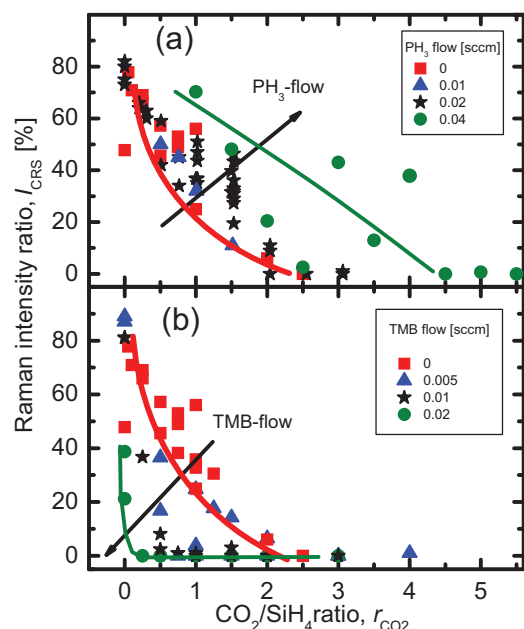 (a)
PH3 flow [sccm]
0
0.01
0.02
0.04
PH3-flow
80
60
40
20
0
Raman intensity ratio, ICRS [%]
(b)
TMB flow [sccm]
0
0.005
0.01
0.02
TMB-flow
100
80
60
40
20
0
0 1 2 3 4 5
CO2/SiH4 ratio, rCO2